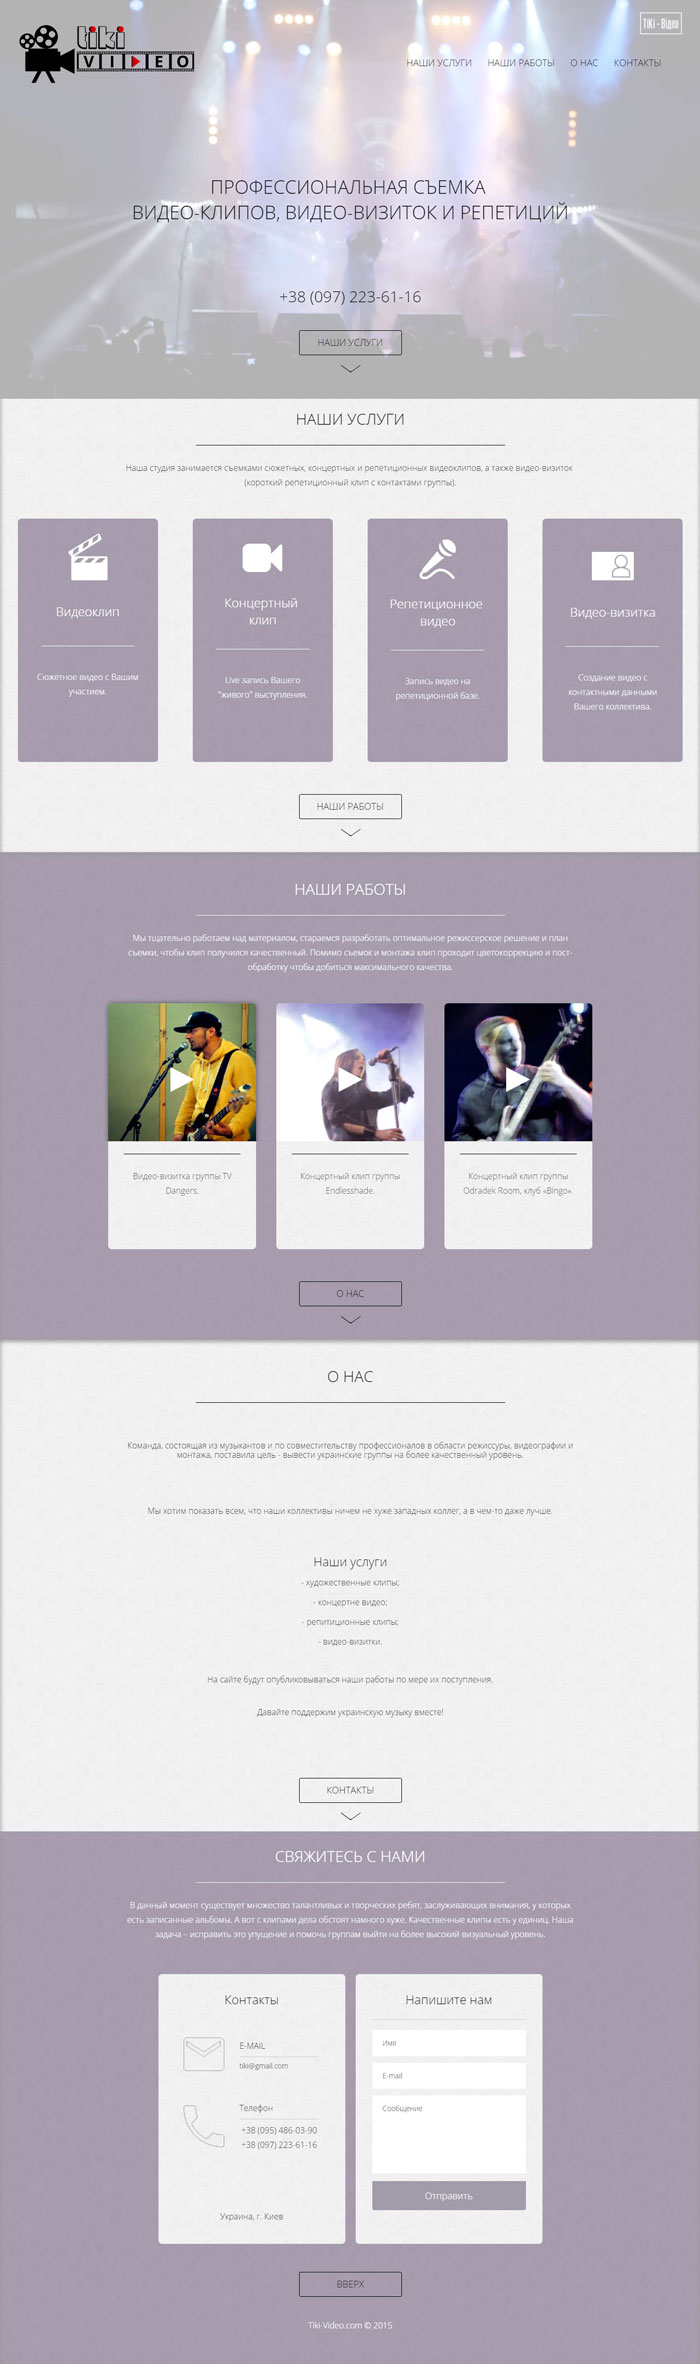 tiki
VIDEO
TiKi - Відео
НАШИ УСЛУГИ НАШИ РАБОТЫ О НАС КОНТАКТЫ
ПРОФЕССИОНАЛЬНАЯ СЪЕМКА
ВИДЕО-КЛИПОВ, ВИДЕО-ВИЗИТОК И РЕПЕТИЦИЙ
+38 (097) 223-61-16
НАШИ УСЛУГИ
НАШИ УСЛУГИ
Наша студия занимается съемками сюжетных, концертных и репетиционных видеоклипов, а также видео-визиток
(короткий репетиционный клип с контактами группы).
Видеоклип
Сюжетное видео с Вашим
участием.
Концертный
клип
Live запись Вашего
"живого" выступления.
Репетиционное
видео
Запись видео на
репетиционной базе.
Видео-визитка
Создание видео с
контактными данными
Вашего коллектива.
НАШИ РАБОТЫ
НАШИ РАБОТЫ
Мы тщательно работаем над материалом, стараемся разработать оптимальное режиссерское решение и план
съемки, чтобы клип получился качественный. Помимо съемок и монтажа клип проходит цветокоррекцию и пост-
обработку чтобы добиться максимального качества.
Видео-визитка группы TV
Dangers.
Концертный клип группы
Endlesshade.
Концертный клип группы
Odradek Room, клуб «Bingo».
О НАС
О НАС
Команда, состоящая из музыкантов и по совместительству профессионалов в области режиссуры, видеографии и
монтажа, поставила цель - вывести украинские группы на более качественный уровень.
Мы хотим показать всем, что наши коллективы ничем не хуже западных коллег, а в чем-то даже лучше.
Наши услуги
- художественные клипы;
- концертне видео;
- репитиционные клипы;
- видео-визитки.
На сайте будут опубликовываться наши работы по мере их поступления.
Давайте поддержим украинскую музыку вместе!
КОНТАКТЫ
СВЯЖИТЕСЬ С НАМИ
В данный момент существует множество талантливых и творческих ребят, заслуживающих внимания, у которых
есть записанные альбомы. А вот с клипами дела обстоят намного хуже. Качественные клипы есть у единиц. Наша
задача – исправить это упущение и помочь группам выйти на более высокий визуальный уровень.
Контакты
E-MAIL
tiki@gmail.com
Телефон
+38 (095) 486-03-90
+38 (097) 223-61-16
Украина, г. Киев
Напишите нам
Имя
E-mail
Сообщение
Отправить
ВВЕРХ
Tiki-Video.com © 2015